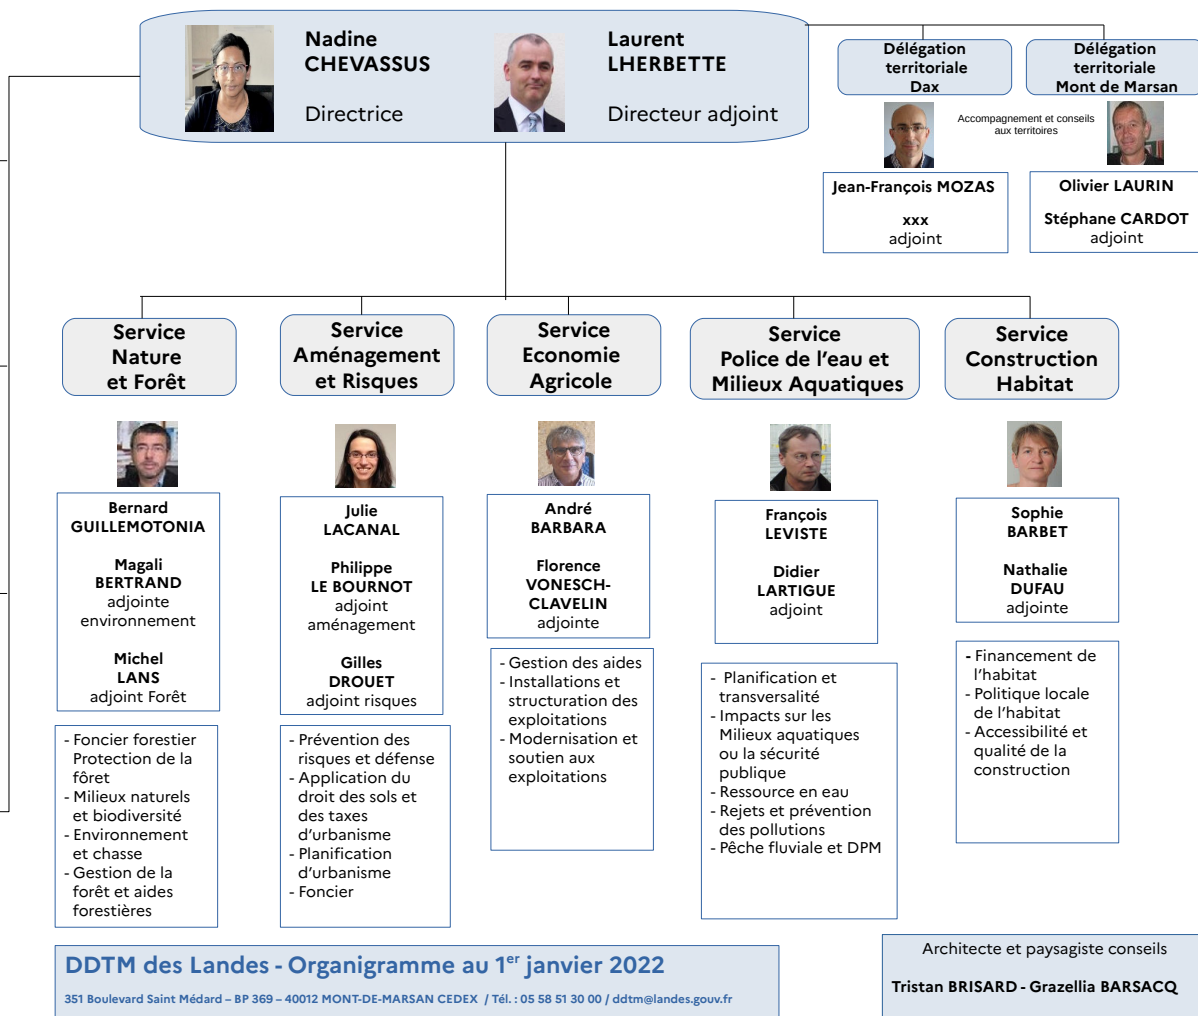 Nadine
CHEVASSUS
Directrice
Laurent
LHERBETTE
Directeur adjoint
Délégation
territoriale
Dax
Délégation
territoriale
Mont de Marsan
Accompagnement et conseils
aux territoires
Jean-François MOZAS
xxx
adjoint
Olivier LAURIN
Stéphane CARDOT
adjoint
Service
Nature
et Forêt
Service
Aménagement
et Risques
Service
Economie
Agricole
Service
Police de l'eau et
Milieux Aquatiques
Service
Construction
Habitat
Bernard
GUILLEMOTONIA
Magali
BERTRAND
adjointe
environnement
Michel
LANS
adjoint Forêt
Julie
LACANAL
Philippe
LE BOURNOT
adjoint
aménagement
Gilles
DROUET
adjoint risques
André
BARBARA
Florence
VONESCH-
CLAVELIN
adjointe
François
LEVISTE
Didier
LARTIGUE
adjoint
Sophie
BARBET
Nathalie
DUFAU
adjointe
- Foncier forestier
Protection de la
fôret
- Milieux naturels
et biodiversité
- Environnement
et chasse
- Gestion de la
forêt et aides
forestières
- Prévention des
risques et défense
- Application du
droit des sols et
des taxes
d'urbanisme
- Planification
d'urbanisme
- Foncier
- Gestion des aides
- Installations et
structuration des
exploitations
- Modernisation et
soutien aux
exploitations
- Planification et
transversalité
- Impacts sur les
Milieux aquatiques
ou la sécurité
publique
- Ressource en eau
- Rejets et prévention
des pollutions
- Pêche fluviale et DPM
- Financement de
l'habitat
- Politique locale
de l'habitat
- Accessibilité et
qualité de la
construction
DDTM des Landes - Organigramme au 1er janvier 2022
351 Boulevard Saint Médard – BP 369 – 40012 MONT-DE-MARSAN CEDEX / Tél. : 05 58 51 30 00 / ddtm@landes.gouv.fr
Architecte et paysagiste conseils
Tristan BRISARD - Grazellia BARSACQ